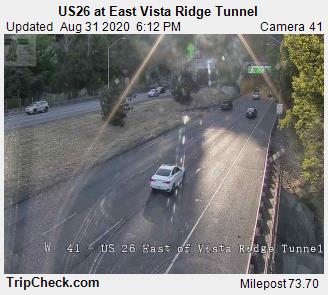 US26 at East Vista Ridge Tunnel
Updated Aug 31 2020 6:12 PM Camera 41
W 41 - US 26 East of Vista Ridge Tunnel
TripCheck.com Milepost 73.70